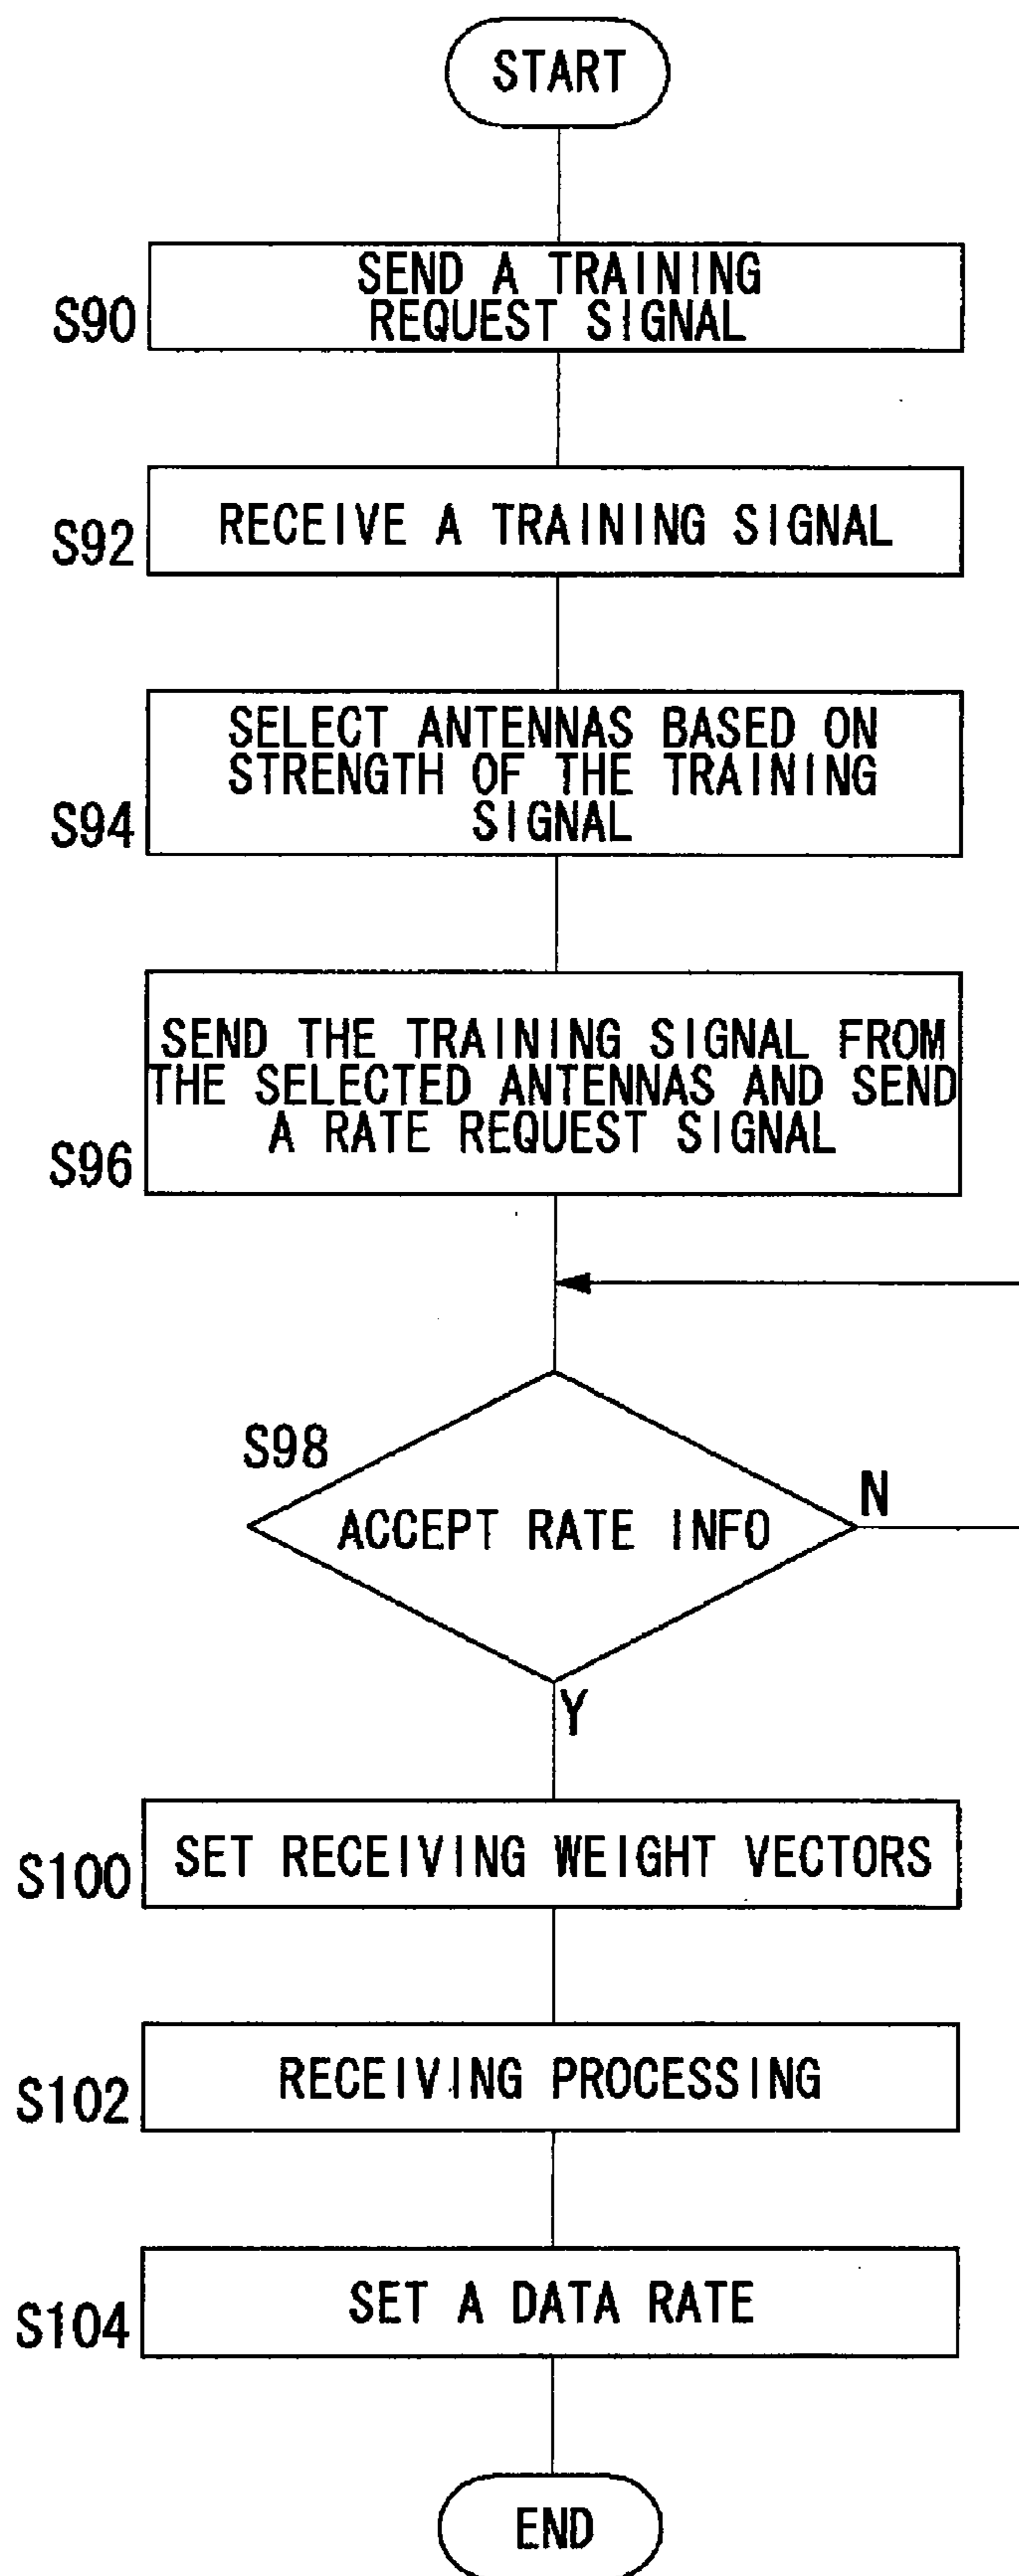 START
SEND A TRAINING
REQUEST SIGNAL
S90
RECEIVE A TRAINING SIGNAL
S92
SELECT ANTENNAS BASED ON
STRENGTH OF THE TRAINING
SIGNAL
S94
SEND THE TRAINING SIGNAL FROM
THE SELECTED ANTENNAS AND SEND
A RATE REQUEST SIGNAL
S96
S98
ACCEPT RATE INFO
N
Y
SET RECEIVING WEIGHT VECTORS
S100
RECEIVING PROCESSING
S102
SET A DATA RATE
S104
END